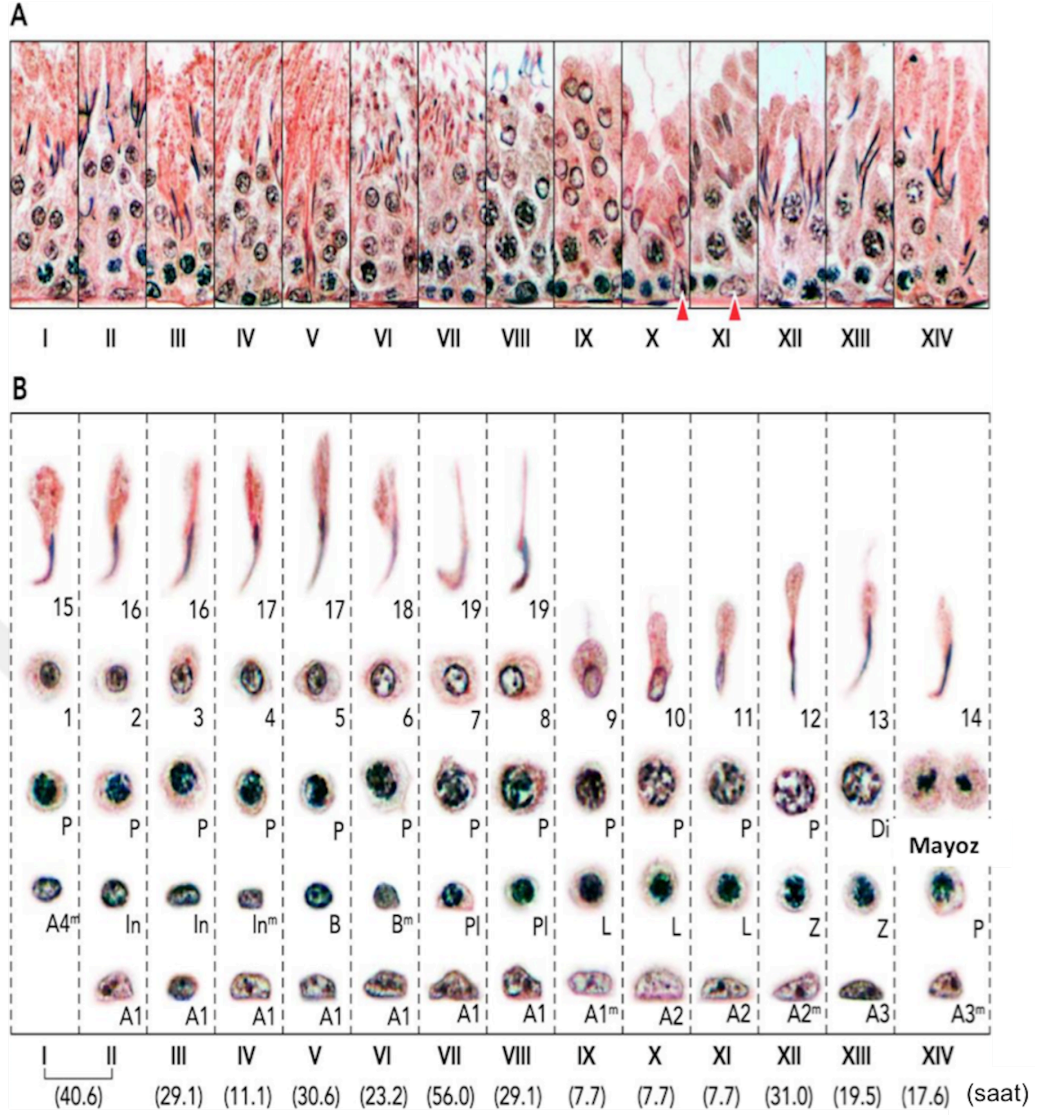 A
I II III IV V VI VII VIII IX X XI XII XIII XIV
B
15 16 16 17 17 18 19 19
1 2 3 4 5 6 7 8 9 10 11 12 13 14
P P P P P P P P P P P P Di
Mayoz
A4ᵐ In In Inᵐ B Bᵐ Pl Pl L L L Z Z P
A1 A1 A1 A1 A1 A1 A1 A1ᵐ A2 A2 A2ᵐ A3 A3ᵐ
I II III IV V VI VII VIII IX X XI XII XIII XIV
(40.6) (29.1) (11.1) (30.6) (23.2) (56.0) (29.1) (7.7) (7.7) (7.7) (31.0) (19.5) (17.6) (saat)